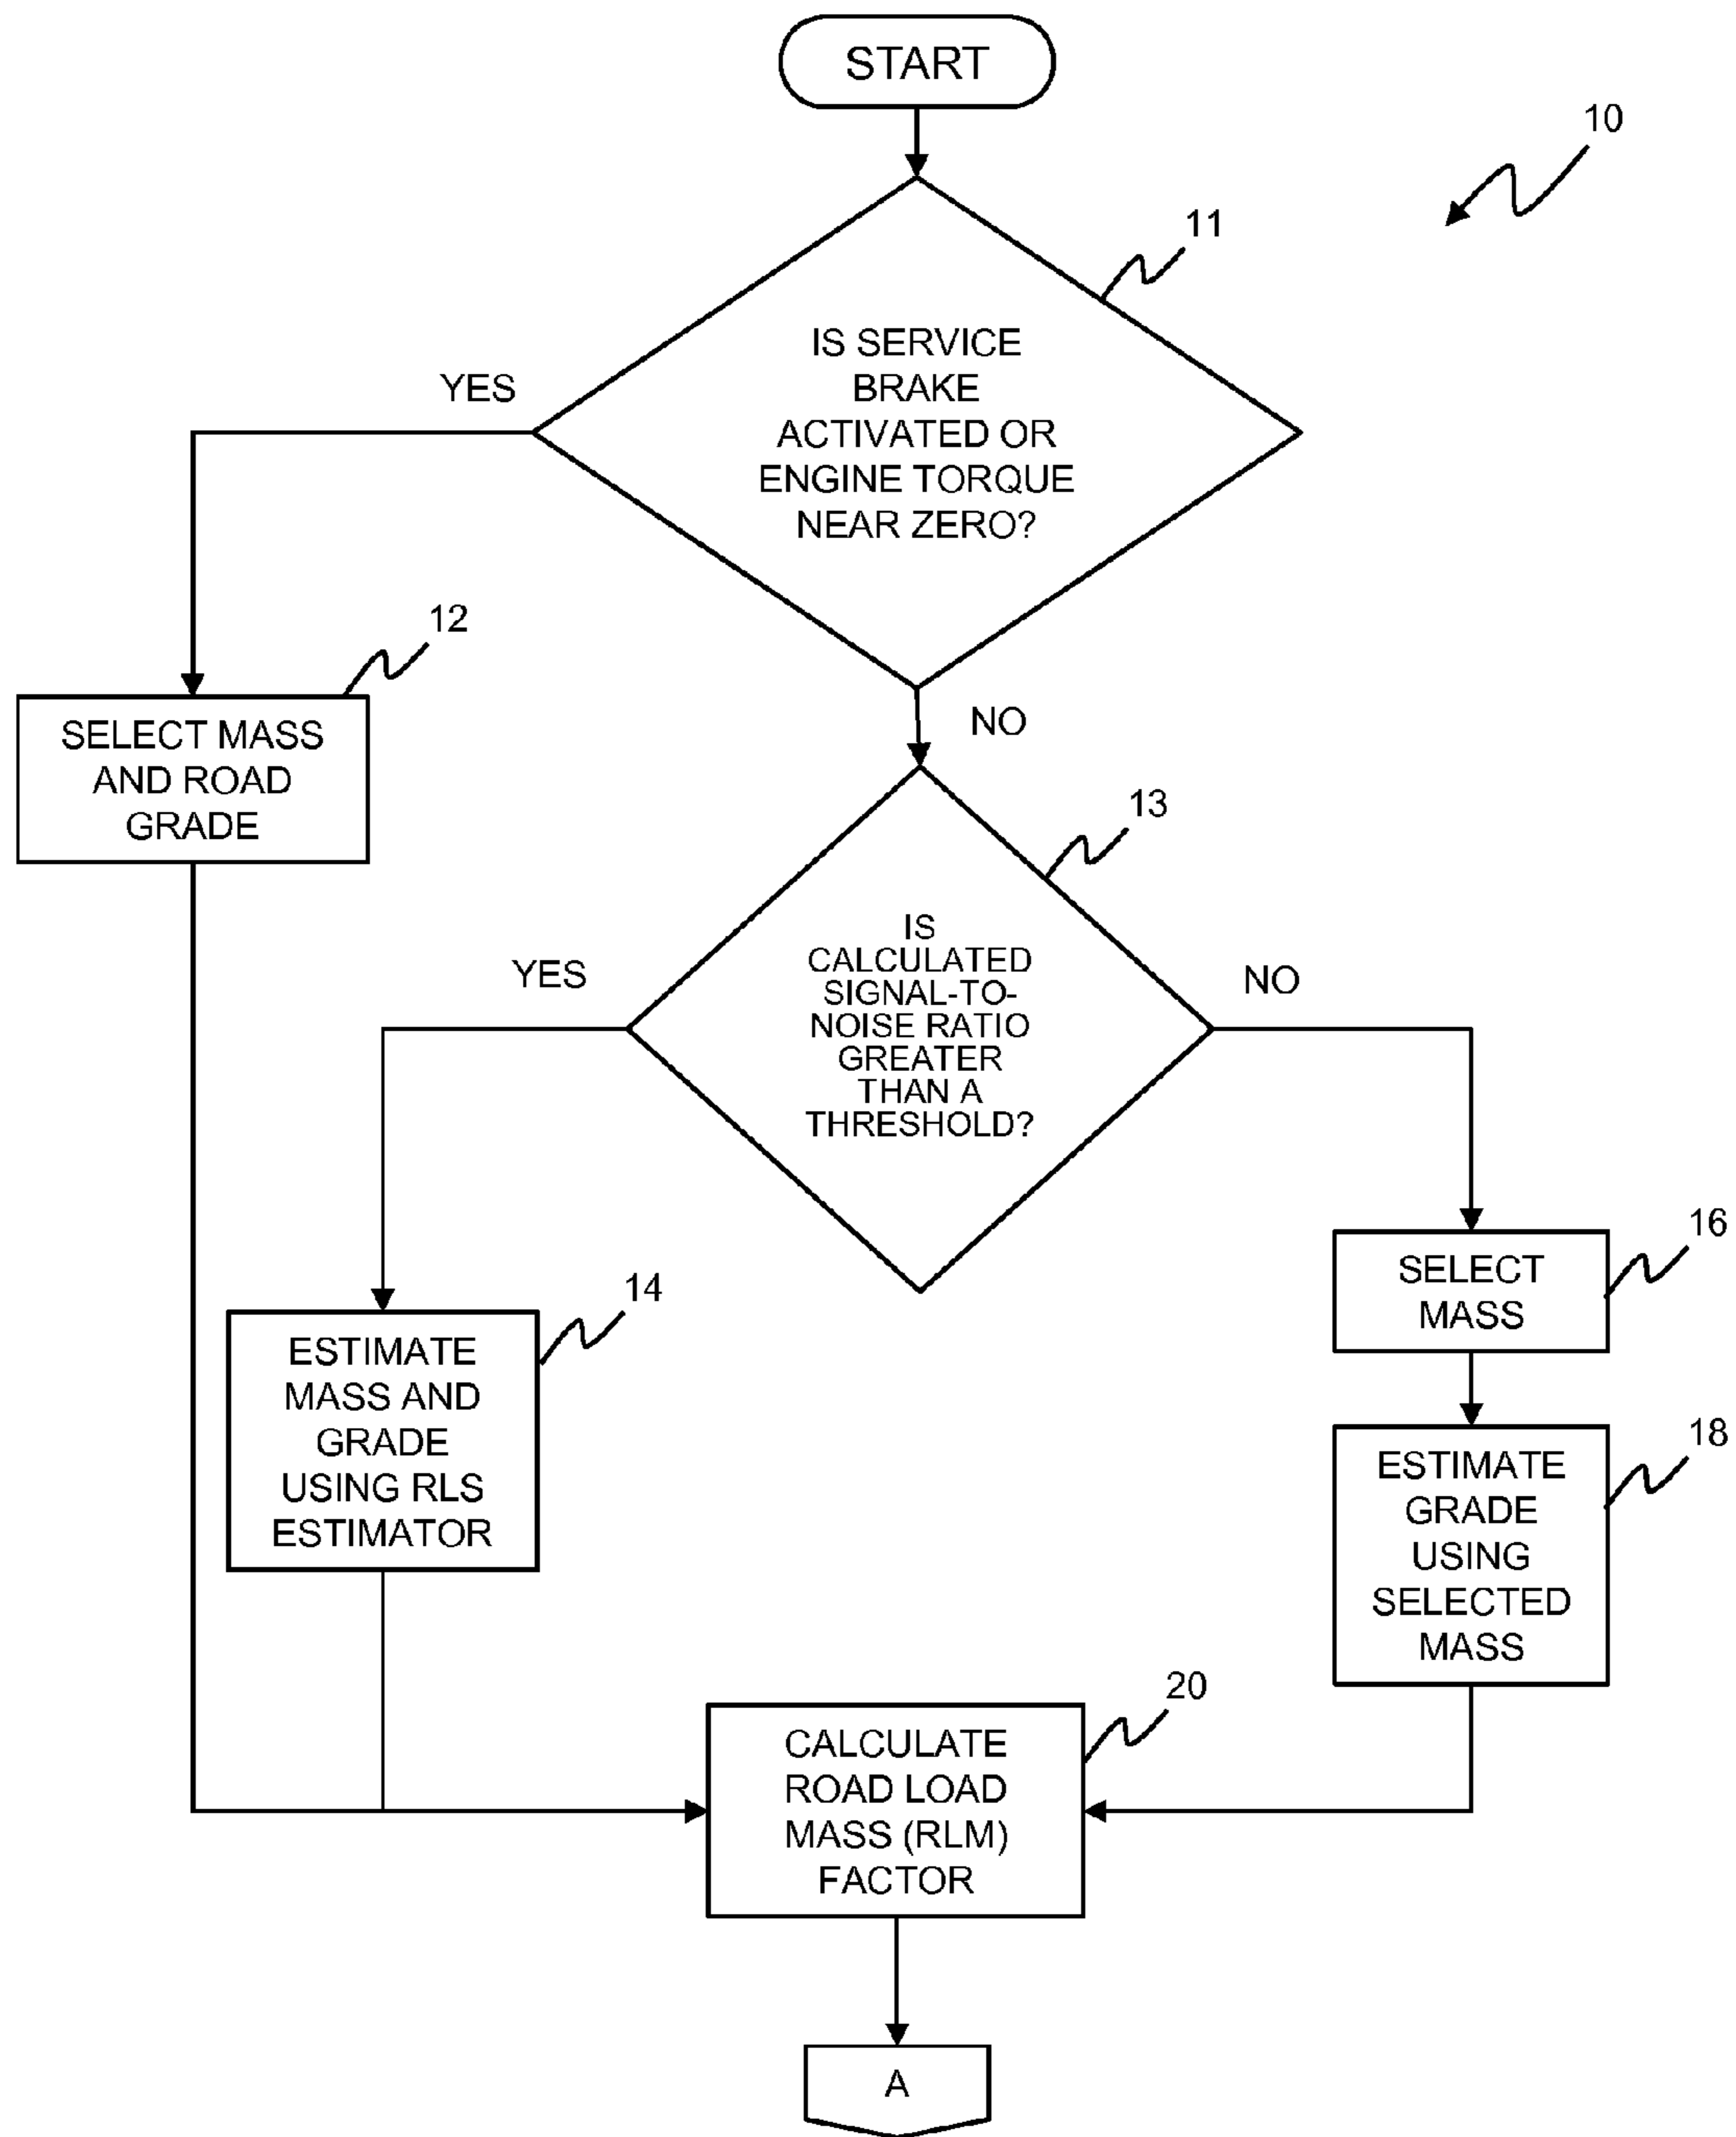 START
10
11
IS SERVICE
BRAKE
ACTIVATED OR
ENGINE TORQUE
NEAR ZERO?
YES
NO
12
SELECT MASS
AND ROAD
GRADE
13
IS
CALCULATED
SIGNAL-TO-
NOISE RATIO
GREATER
THAN A
THRESHOLD?
YES
NO
14
ESTIMATE
MASS AND
GRADE
USING RLS
ESTIMATOR
16
SELECT
MASS
18
ESTIMATE
GRADE
USING
SELECTED
MASS
20
CALCULATE
ROAD LOAD
MASS (RLM)
FACTOR
A